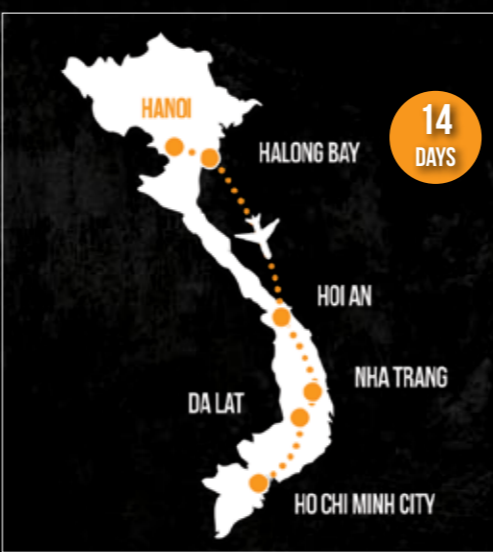 HANOI
14
DAYS
HALONG BAY
HOI AN
NHA TRANG
DA LAT
HO CHI MINH CITY